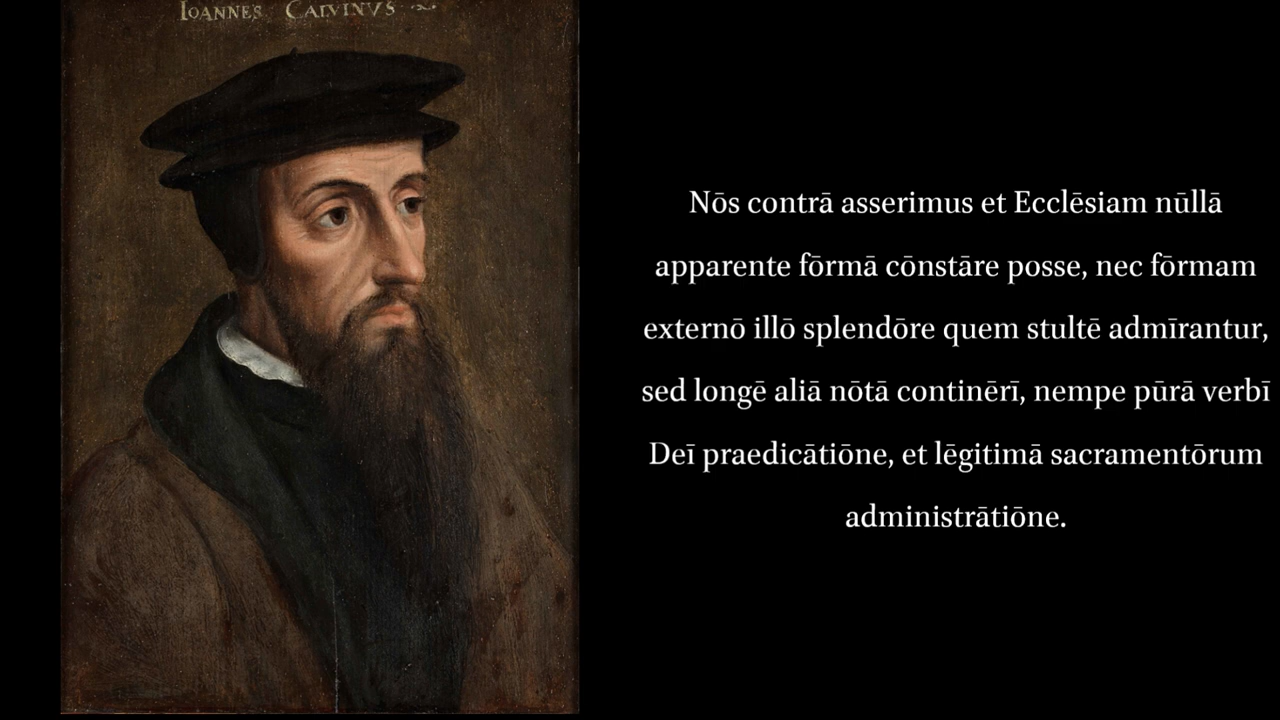 IOANNES CALVINVS
Nōs contrā asserimus et Ecclēsiam nūllā
apparente fōrmā cōnstāre posse, nec fōrmam
externō illō splendōre quem stultē admīrantur,
sed longē aliā nōtā continērī, nempe pūrā verbī
Deī praedicātiōne, et lēgitimā sacramentōrum
administrātiōne.